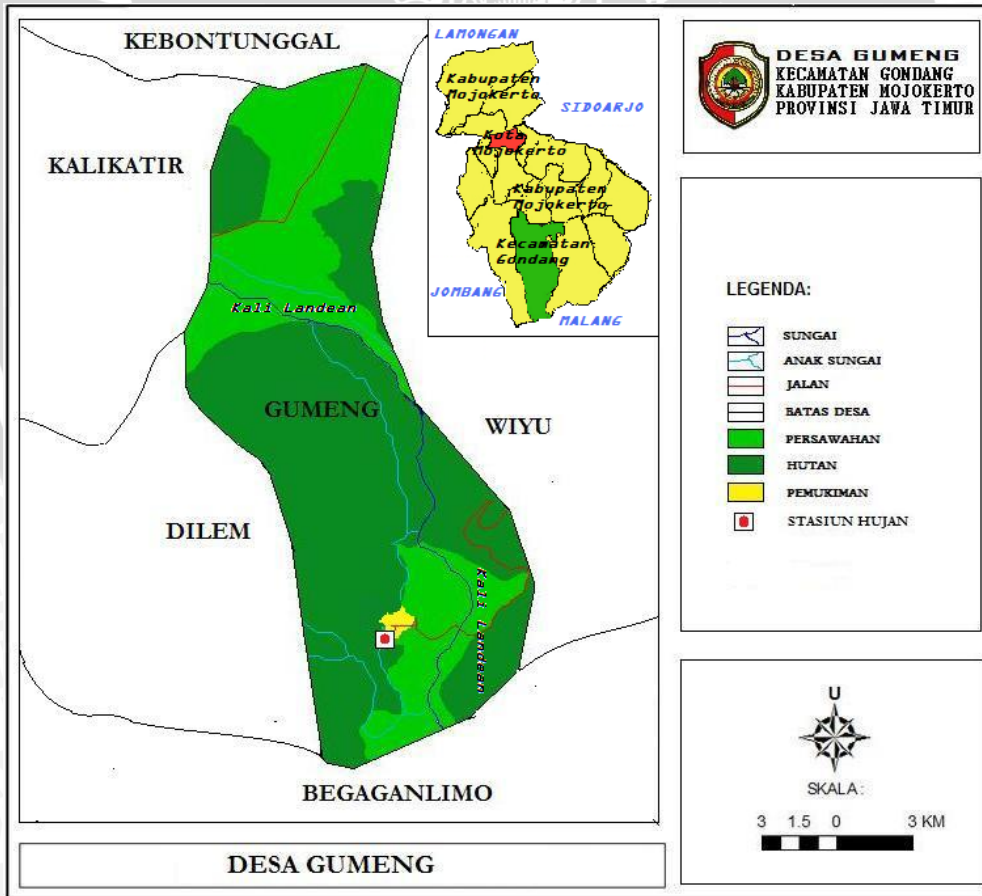 KEBONTUNGGAL
KALIKATIR
Kali Landean
GUMENG
WIYU
DILEM
Kali Landean
BEGAGANLIMO
LAMONGAN
Kabupaten
Mojokerto
SIDOARJO
Kota
Mojokerto
Kabupaten
Mojokerto
Kecamatan
Gondang
JOMBANG
MALANG
DESA GUMENG
KECAMATAN GONDANG
KABUPATEN MOJOKERTO
PROVINSI JAWA TIMUR
LEGENDA:
SUNGAI
ANAK SUNGAI
JALAN
BATAS DESA
PERSAWAHAN
HUTAN
PEMUKIMAN
STASIUN HUJAN
U
SKALA :
3 1.5 0 3 KM
DESA GUMENG